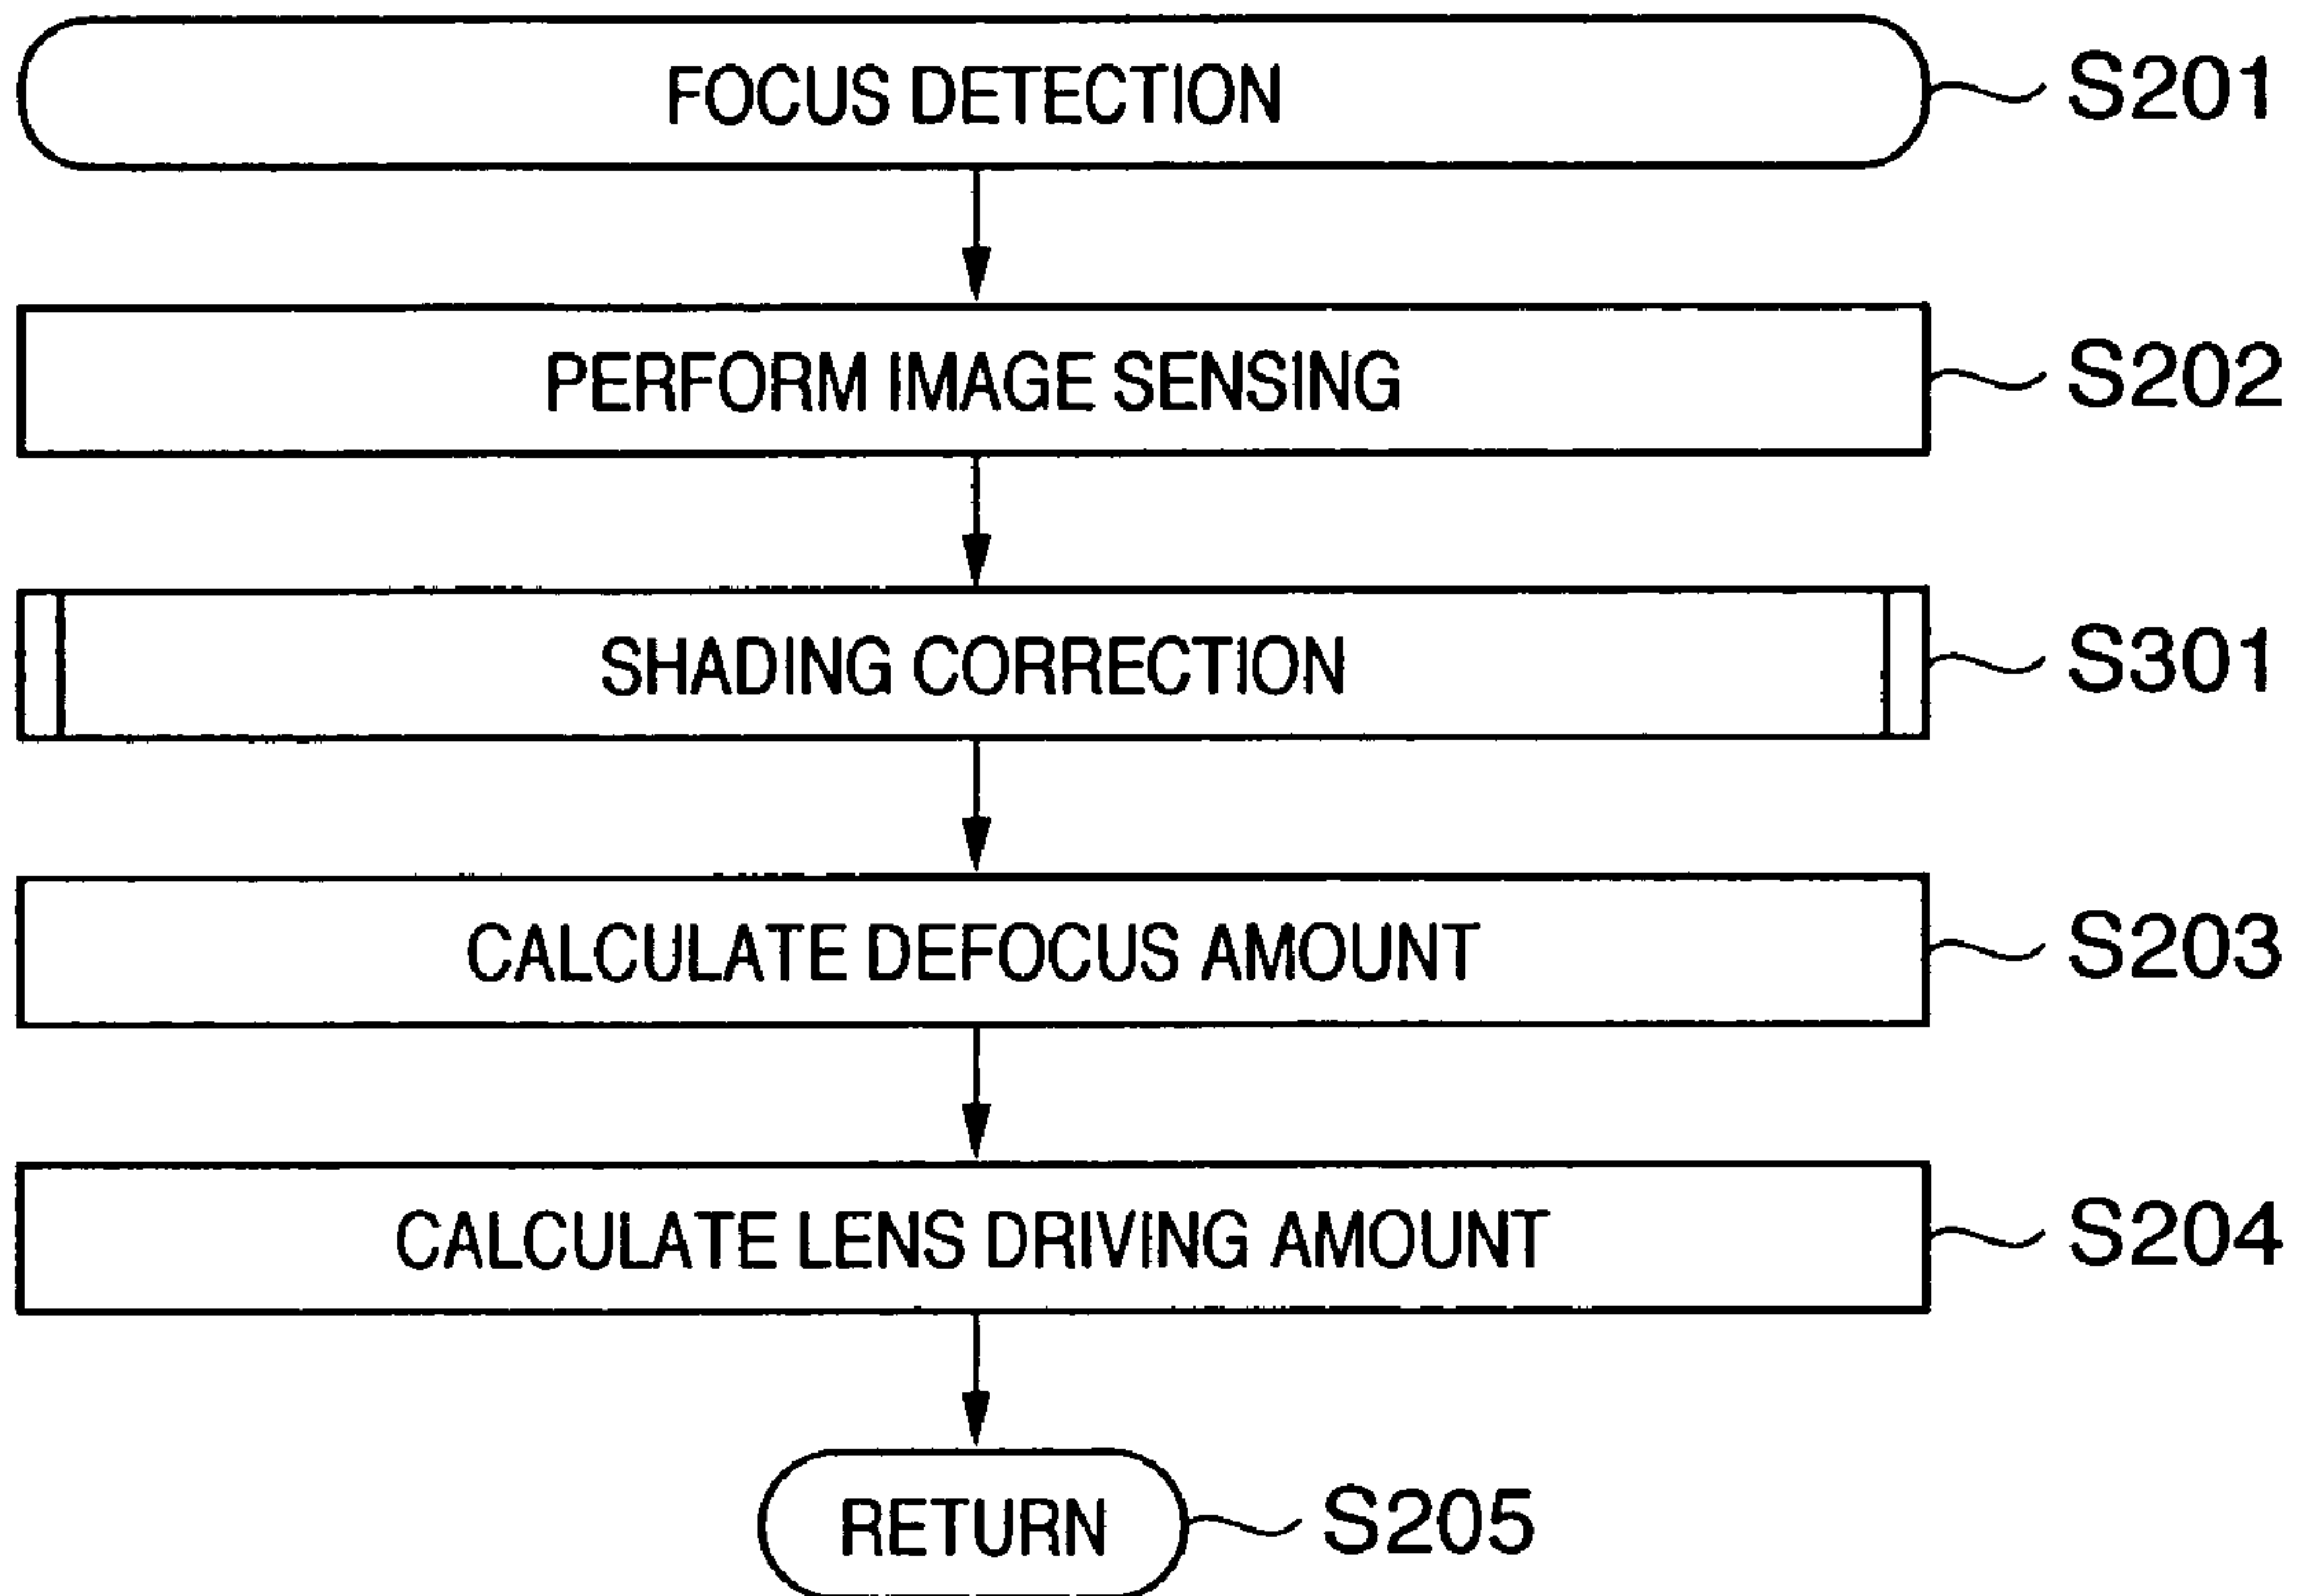 FOCUS DETECTION S201
PERFORM IMAGE SENSING S202
SHADING CORRECTION S301
CALCULATE DEFOCUS AMOUNT S203
CALCULATE LENS DRIVING AMOUNT S204
RETURN S205